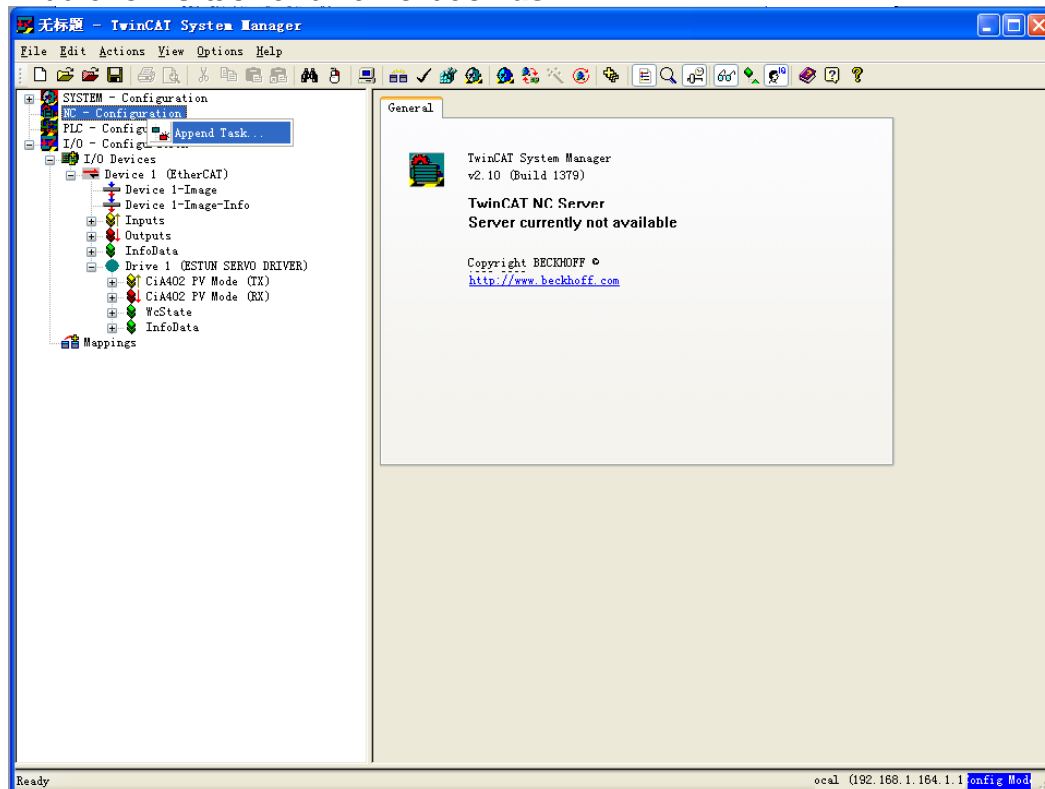 无标题 - TwinCAT System Manager
File Edit Actions View Options Help
SYSTEM - Configuration
NC - Configuration
PLC - Configu
Append Task...
I/O - Config
I/O Devices
Device 1 (EtherCAT)
Device 1-Image
Device 1-Image-Info
Inputs
Outputs
InfoData
Drive 1 (ESTUN SERVO DRIVER)
CiA402 PV Mode (TX)
CiA402 PV Mode (RX)
WcState
InfoData
Mappings
General
TwinCAT System Manager
v2.10 (Build 1379)
TwinCAT NC Server
Server currently not available
Copyright BECKHOFF ©
http://www.beckhoff.com
Ready
ocal (192.168.1.164.1.1 onfig Mod